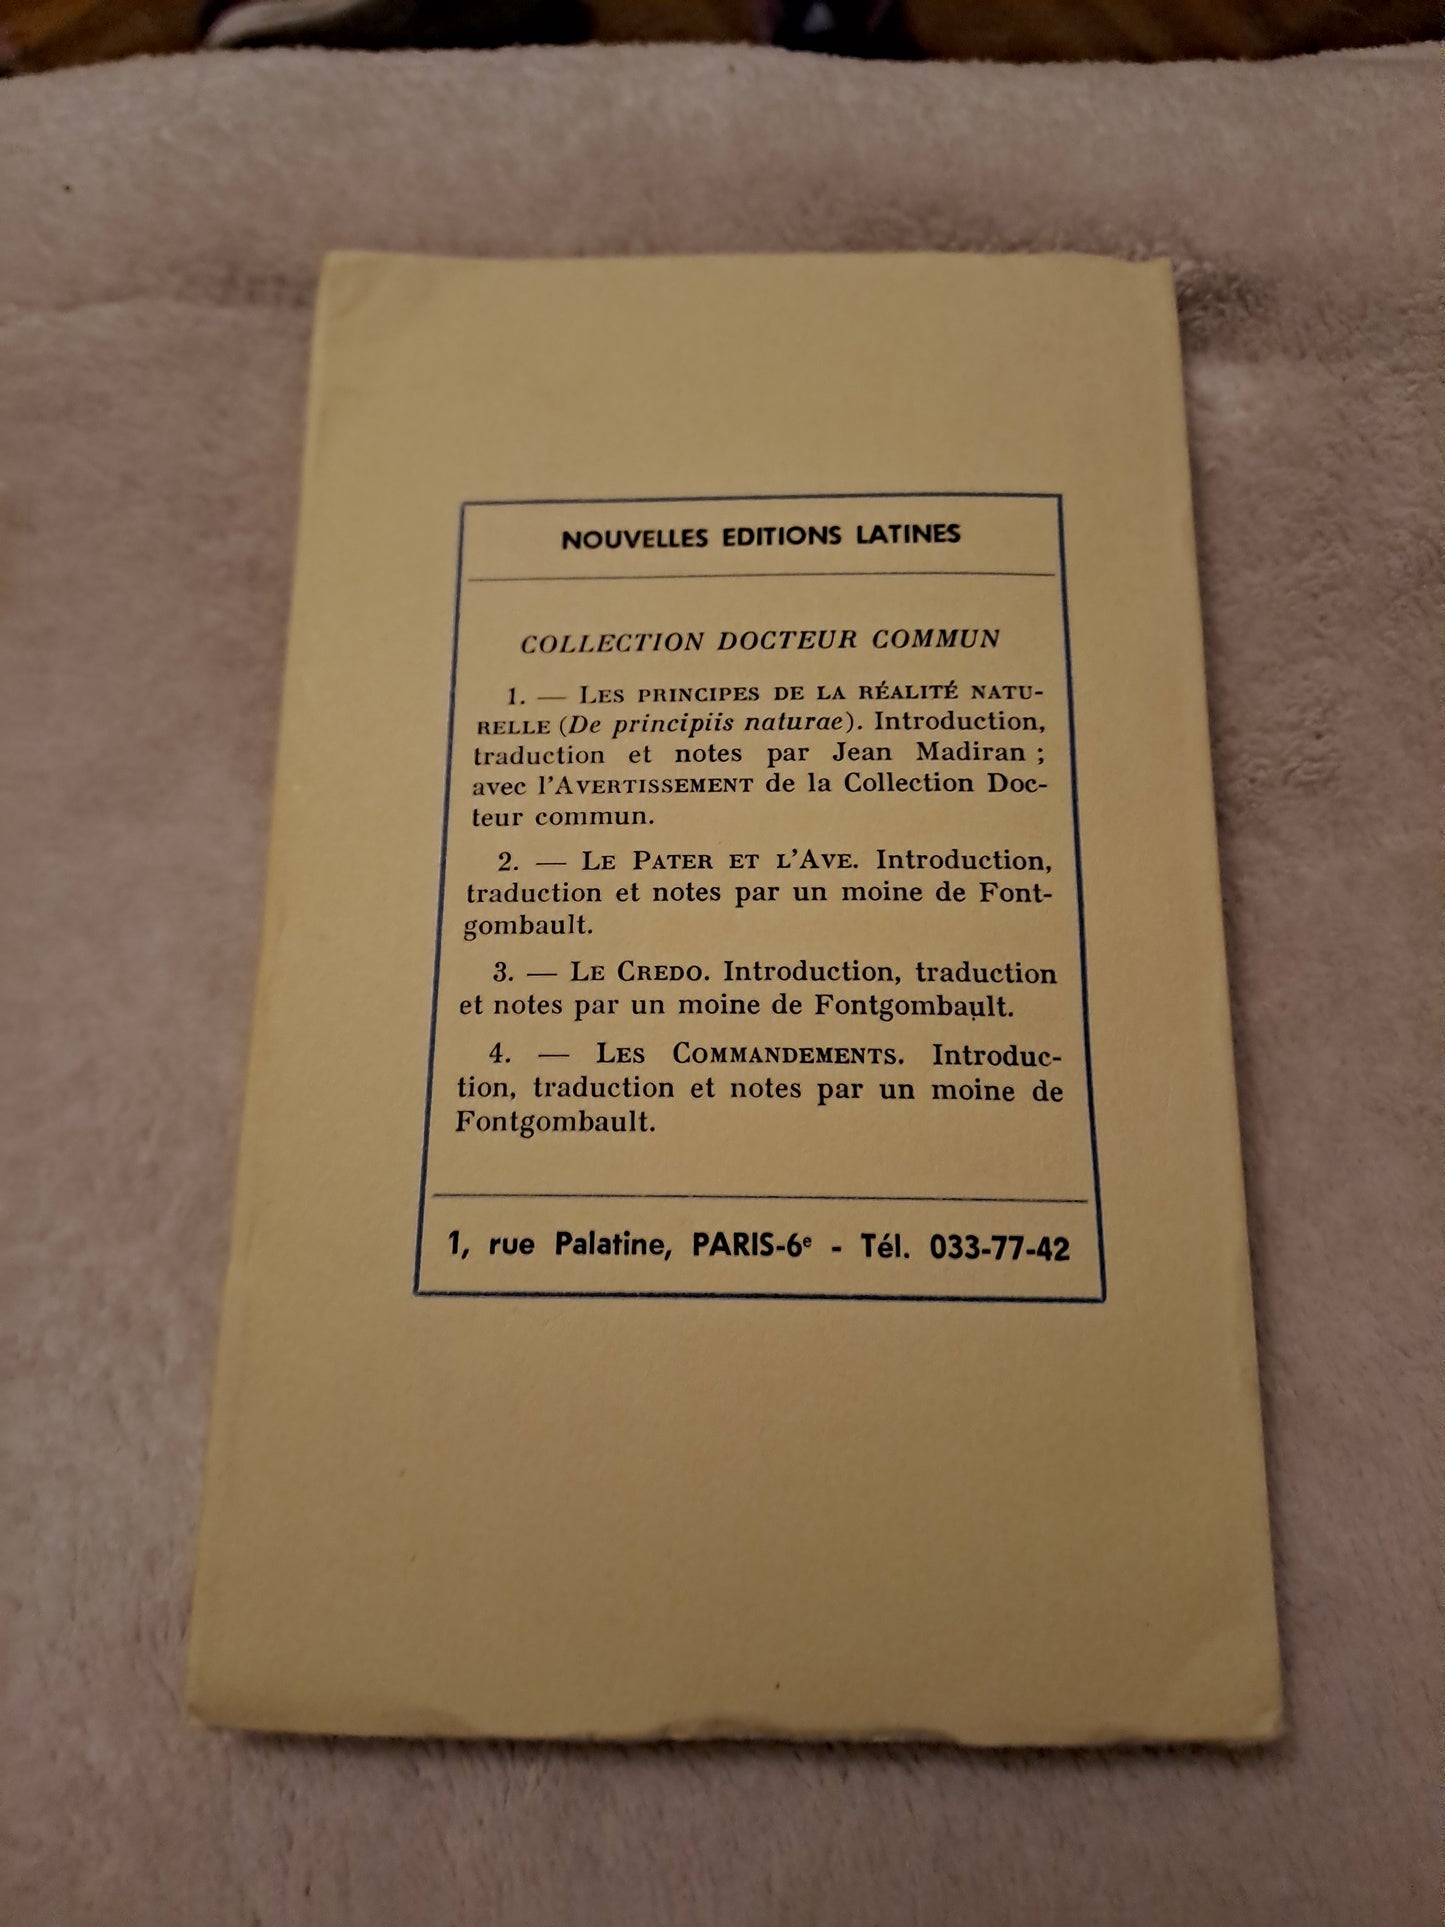 NOUVELLES EDITIONS LATINES
COLLECTION DOCTEUR COMMUN
1. — LES PRINCIPES DE LA RÉALITÉ NATU-
RELLE (De principiis naturae). Introduction,
traduction et notes par Jean Madiran ;
avec l'AVERTISSEMENT de la Collection Doc-
teur commun.
2. — LE PATER ET L'AVE. Introduction,
traduction et notes par un moine de Font-
gombault.
3. — LE CREDO. Introduction, traduction
et notes par un moine de Fontgombault.
4. — LES COMMANDEMENTS. Introduc-
tion, traduction et notes par un moine de
Fontgombault.
1, rue Palatine, PARIS-6e - Tél. 033-77-42